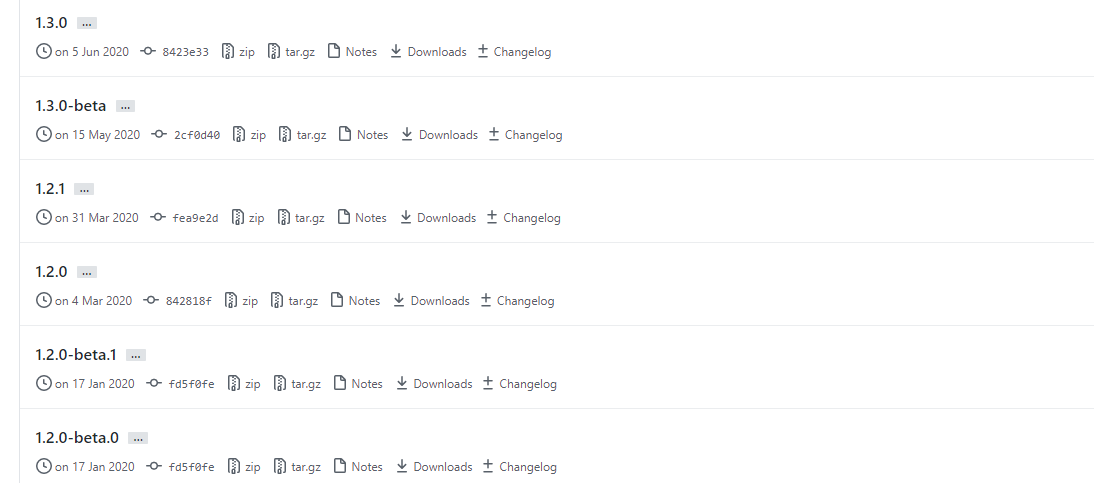 1.3.0 ...
on 5 Jun 2020 8423e33 zip tar.gz Notes Downloads Changelog
1.3.0-beta ...
on 15 May 2020 2cf0d40 zip tar.gz Notes Downloads Changelog
1.2.1 ...
on 31 Mar 2020 fea9e2d zip tar.gz Notes Downloads Changelog
1.2.0 ...
on 4 Mar 2020 842818f zip tar.gz Notes Downloads Changelog
1.2.0-beta.1 ...
on 17 Jan 2020 fd5f0fe zip tar.gz Notes Downloads Changelog
1.2.0-beta.0 ...
on 17 Jan 2020 fd5f0fe zip tar.gz Notes Downloads Changelog